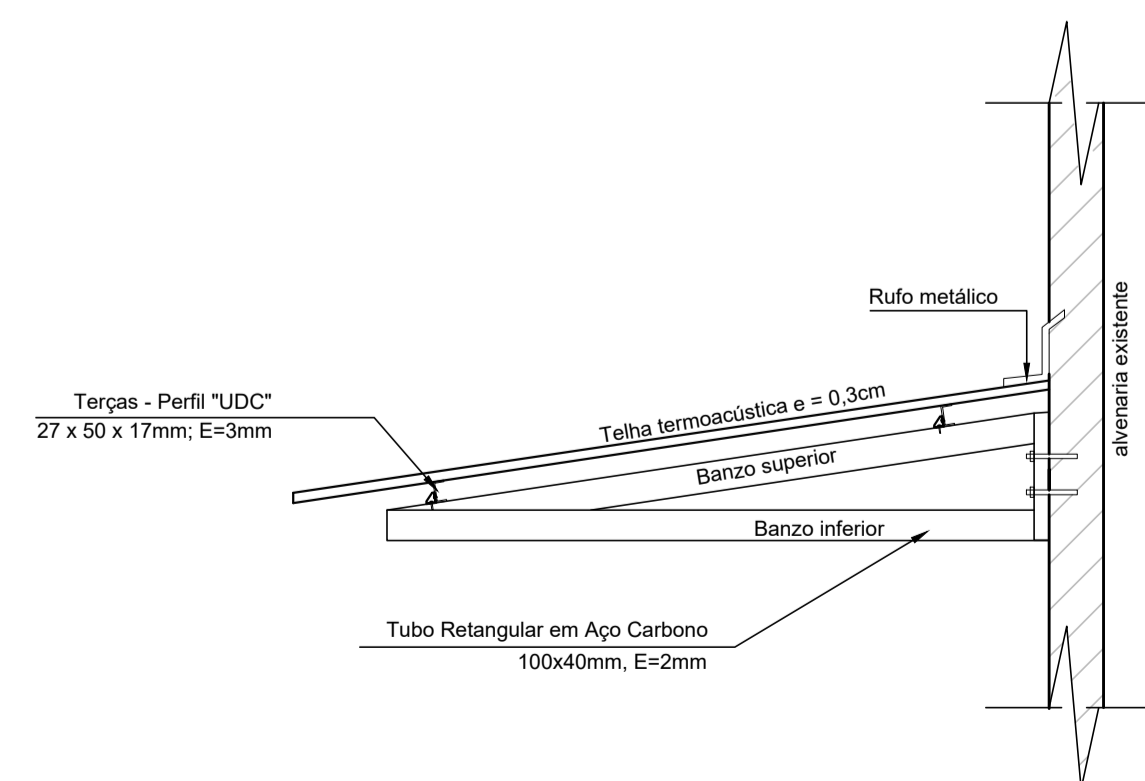 Rufo metálico
Terças - Perfil "UDC"
27 x 50 x 17mm; E=3mm
Telha termoacústica e = 0,3cm
Banzo superior
Banzo inferior
Tubo Retangular em Aço Carbono
100x40mm, E=2mm
alvenaria existente